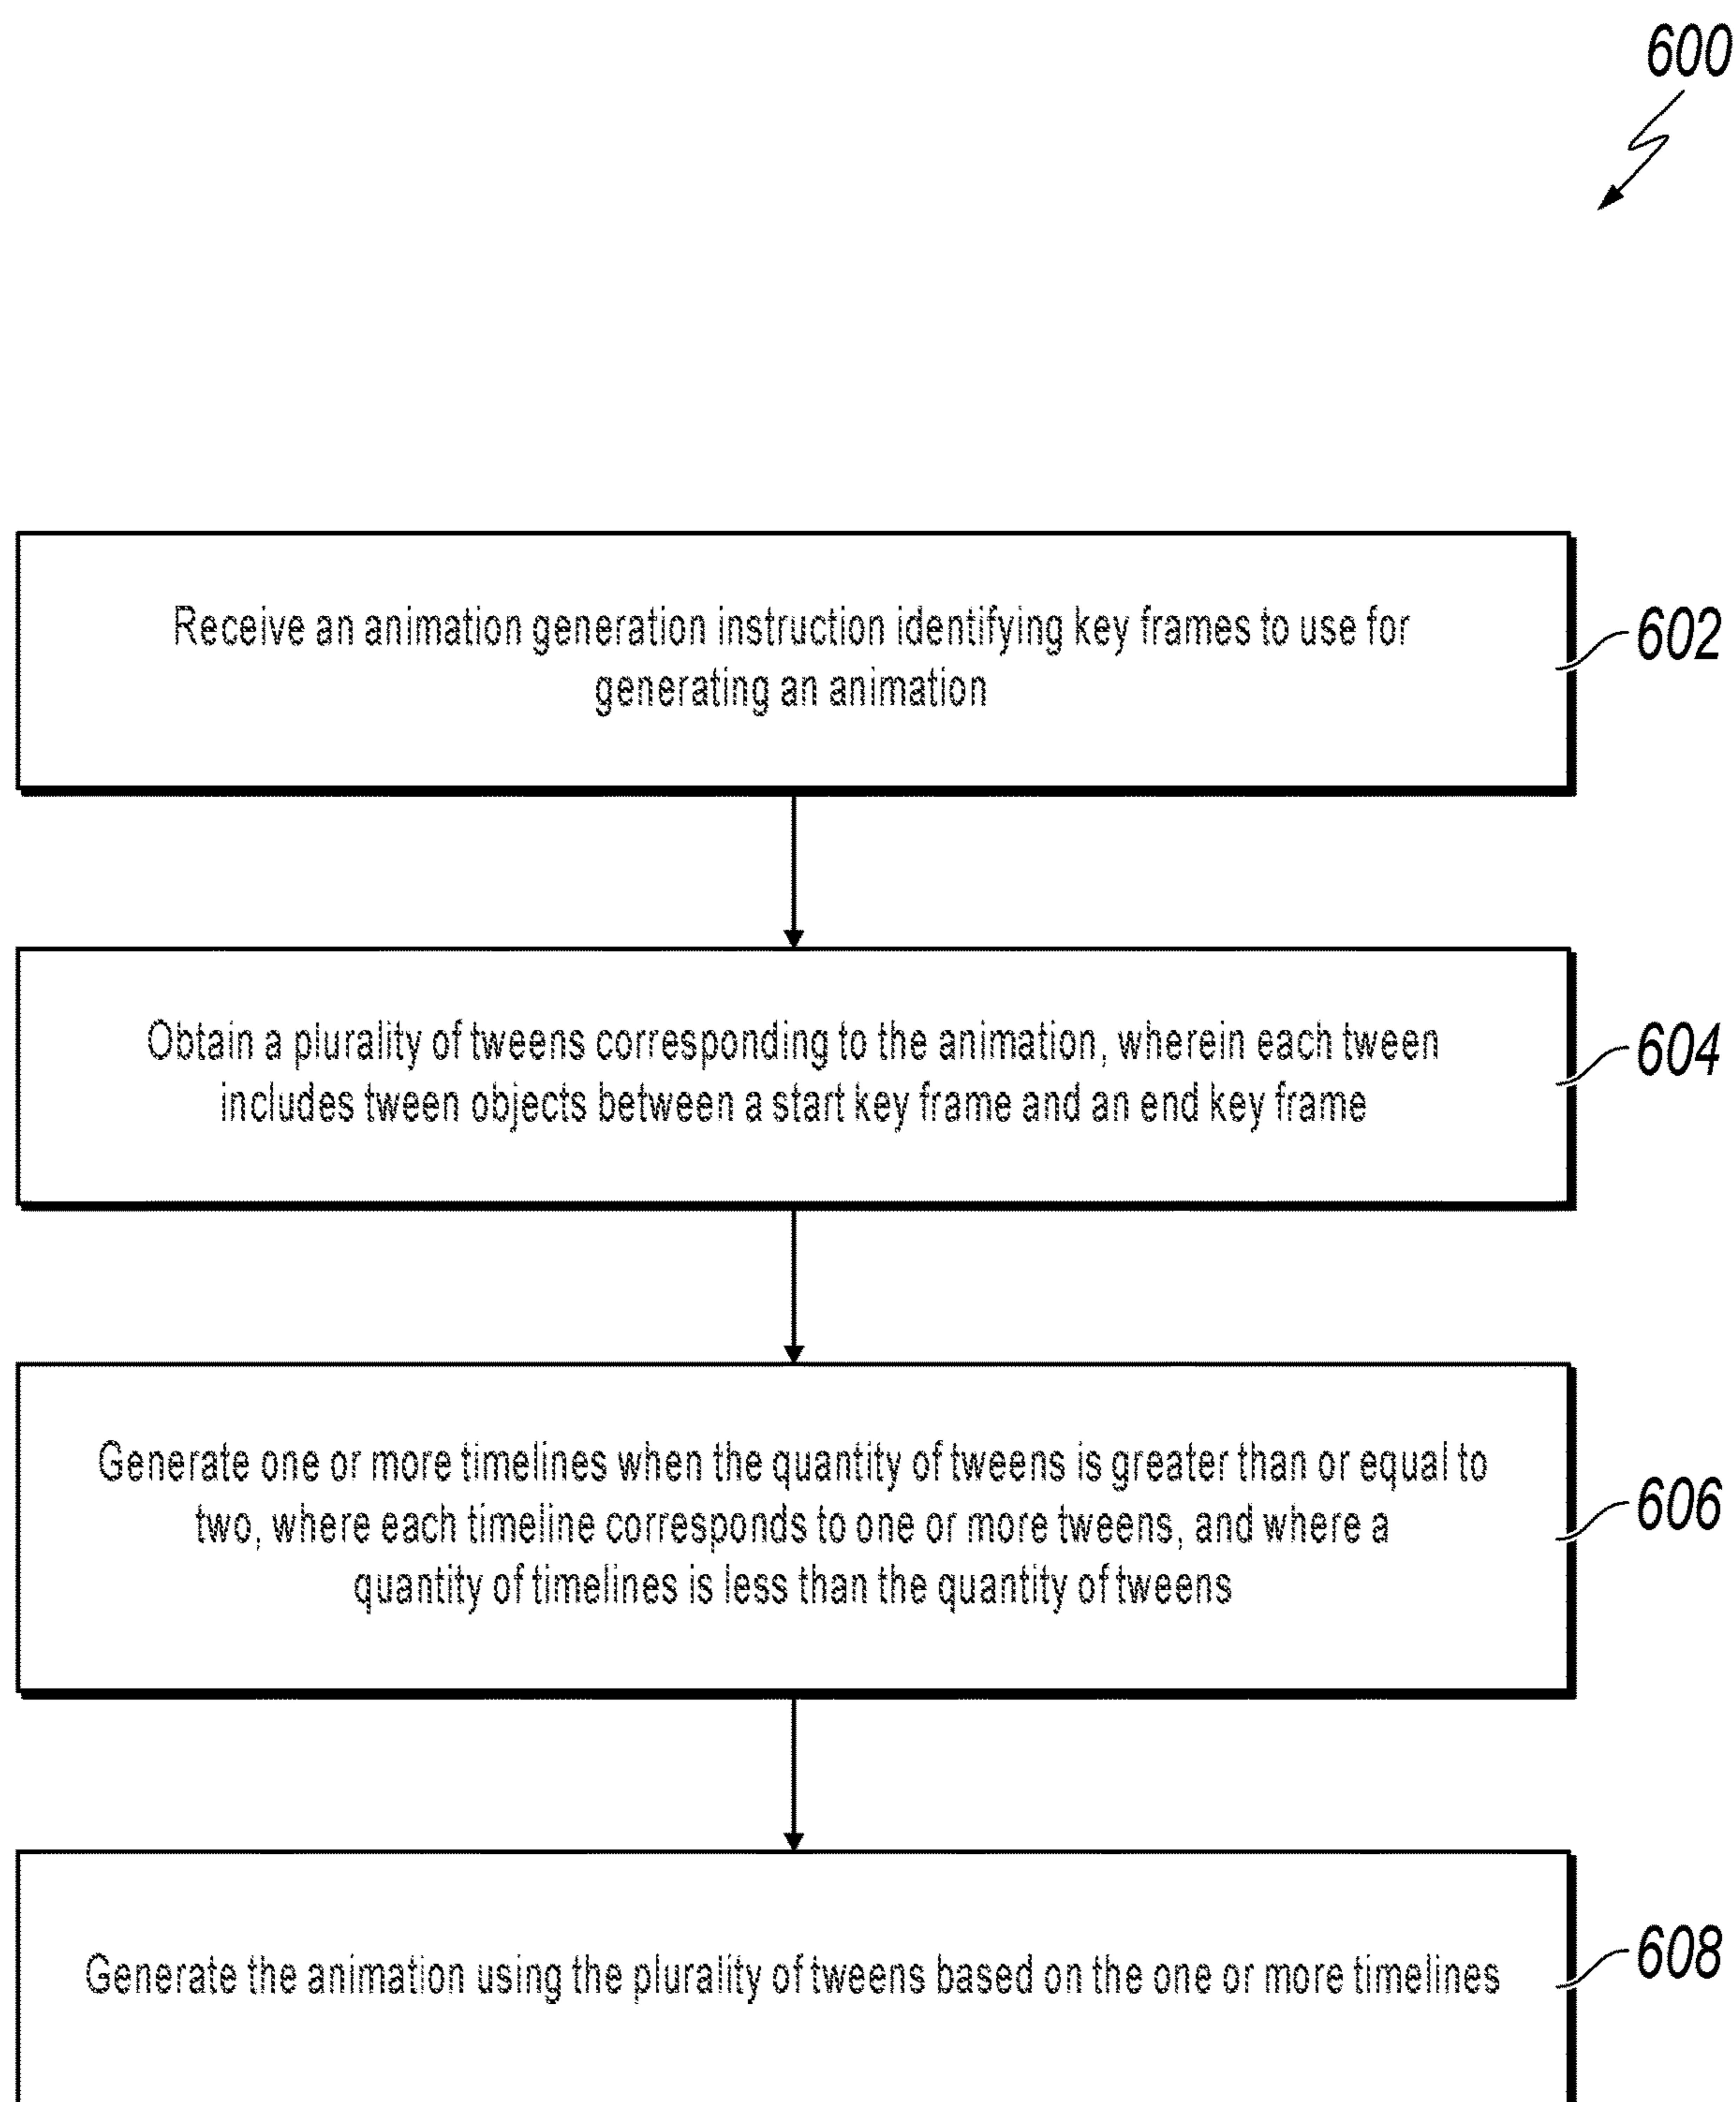 600
Receive an animation generation instruction identifying key frames to use for
generating an animation
602
Obtain a plurality of tweens corresponding to the animation, wherein each tween
includes tween objects between a start key frame and an end key frame
604
Generate one or more timelines when the quantity of tweens is greater than or equal to
two, where each timeline corresponds to one or more tweens, and where a
quantity of timelines is less than the quantity of tweens
606
Generate the animation using the plurality of tweens based on the one or more timelines
608